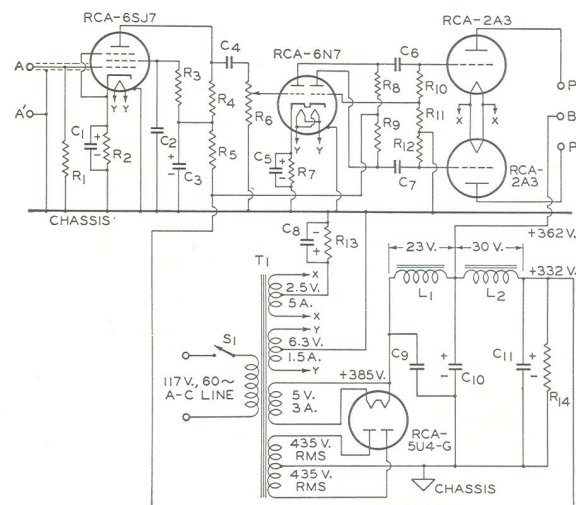 RCA-6SJ7
RCA-2A3
C4
RCA-6N7
C6
A
R3
R8
R10
P
A'
R4
R6
R11
X X
B
Y Y
C1
R2
C2
R5
R9
R12
P
R1
C3
C5
R7
C7
RCA-
2A3
CHASSIS
C8
R13
+362 V.
23 V.
30 V.
+332 V.
T1
X
2.5 V.
5 A.
X
L1
L2
S1
Y
6.3 V.
1.5 A.
Y
C9
C10
C11
R14
117 V., 60~
A-C LINE
+385 V.
5 V.
3 A.
RCA-
5U4-G
435 V.
RMS
435 V.
RMS
CHASSIS